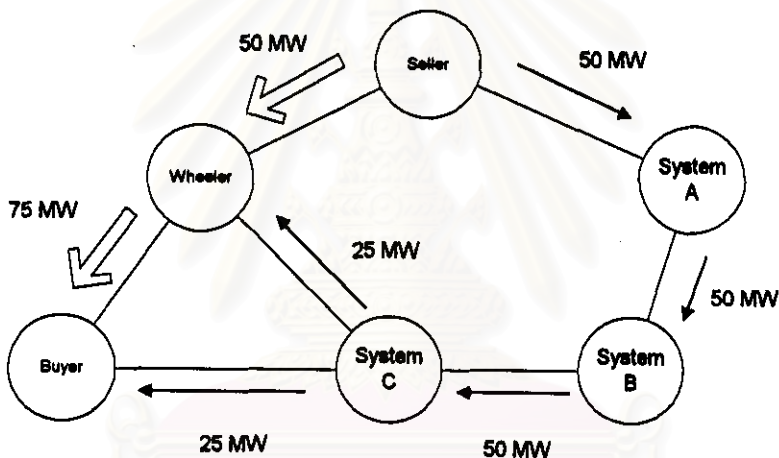 50 MW
Seller
50 MW
Wheeler
System
A
75 MW
25 MW
50 MW
Buyer
System
C
System
B
25 MW
50 MW